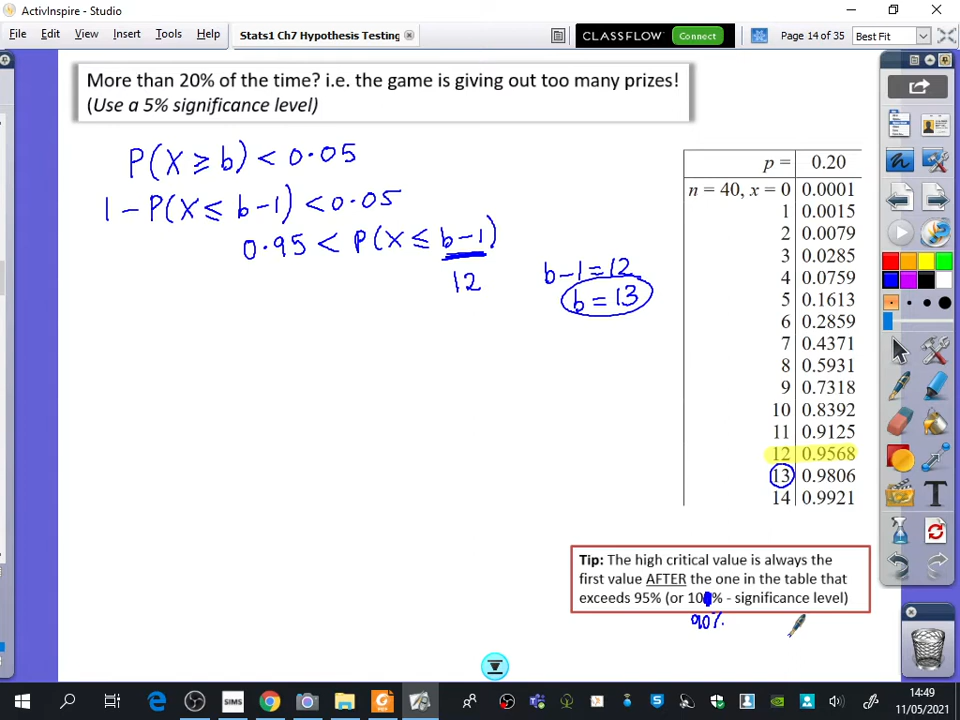 ActivInspire - Studio
File Edit View Insert Tools Help Stats1 Ch7 Hypothesis Testing CLASSFLOW Connect Page 14 of 35 Best Fit
More than 20% of the time? i.e. the game is giving out too many prizes!
(Use a 5% significance level)
P(X ≥ b) < 0.05
1 - P(X ≤ b-1) < 0.05
0.95 < P(X ≤ b-1)
12
b-1 = 12
b = 13
p = 0.20
n = 40, x = 0 0.0001
1 0.0015
2 0.0079
3 0.0285
4 0.0759
5 0.1613
6 0.2859
7 0.4371
8 0.5931
9 0.7318
10 0.8392
11 0.9125
12 0.9568
13 0.9806
14 0.9921
Tip: The high critical value is always the
first value AFTER the one in the table that
exceeds 95% (or 10% - significance level)
90%
SIMS
14:49
11/05/2021